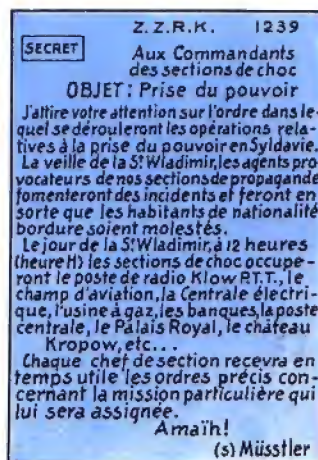 Z.Z.R.K. 1239
SECRET
Aux Commandants
des sections de choc
OBJET: Prise du pouvoir
J'attire votre attention sur l'ordre dans le-
quel se dérouleront les opérations rela-
tives à la prise du pouvoir en Syldavie.
La veille de la St Wladimir, les agents pro-
vocateurs de nos sections de propagande
fomenteront des incidents et feront en
sorte que les habitants de nationalité
bordure soient molestés.
Le jour de la St Wladimir, à 12 heures
(heure H) les sections de choc occupe-
ront le poste de radio Klow P.T.T., le
champ d'aviation, la Centrale électri-
que, l'usine à gaz, les banques, la poste
centrale, le Palais Royal, le château
Kropow, etc...
Chaque chef de section recevra en
temps utile les ordres précis con-
cernant la mission particulière qui
lui sera assignée.
Amaïh!
(s) Müsstler